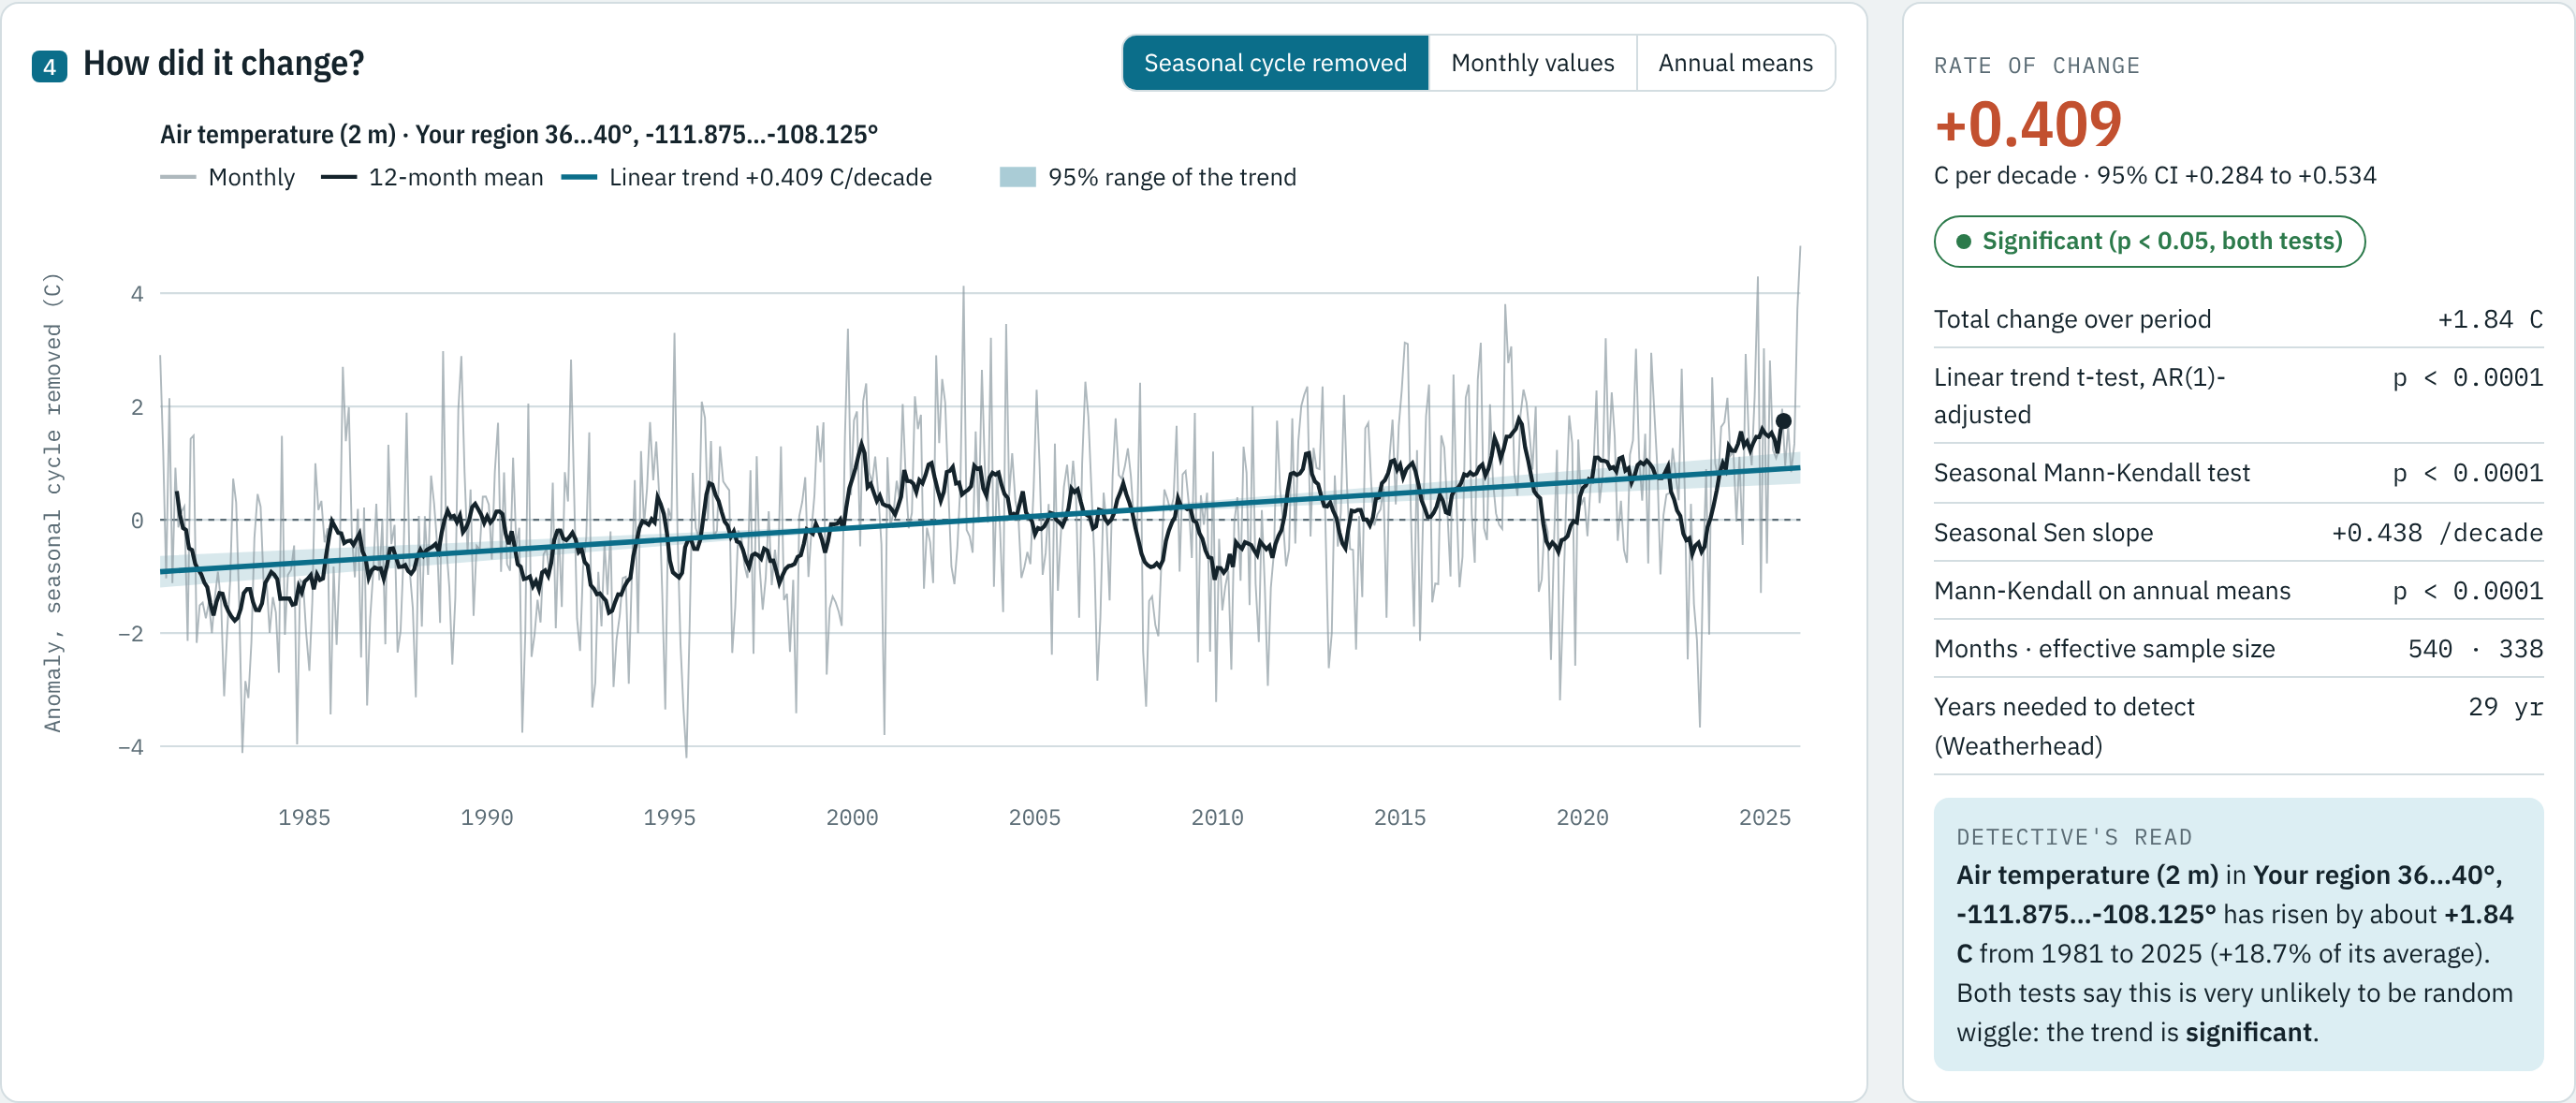 4 How did it change?
Seasonal cycle removed Monthly values Annual means
Air temperature (2 m) · Your region 36...40°, -111.875...-108.125°
Monthly 12-month mean Linear trend +0.409 C/decade 95% range of the trend
Anomaly, seasonal cycle removed (C)
4
2
0
−2
−4
1985 1990 1995 2000 2005 2010 2015 2020 2025
RATE OF CHANGE
+0.409
C per decade · 95% CI +0.284 to +0.534
Significant (p < 0.05, both tests)
Total change over period +1.84 C
Linear trend t-test, AR(1)- p < 0.0001
adjusted
Seasonal Mann-Kendall test p < 0.0001
Seasonal Sen slope +0.438 /decade
Mann-Kendall on annual means p < 0.0001
Months · effective sample size 540 · 338
Years needed to detect 29 yr
(Weatherhead)
DETECTIVE'S READ
Air temperature (2 m) in Your region 36...40°,
-111.875...-108.125° has risen by about +1.84
C from 1981 to 2025 (+18.7% of its average).
Both tests say this is very unlikely to be random
wiggle: the trend is significant.